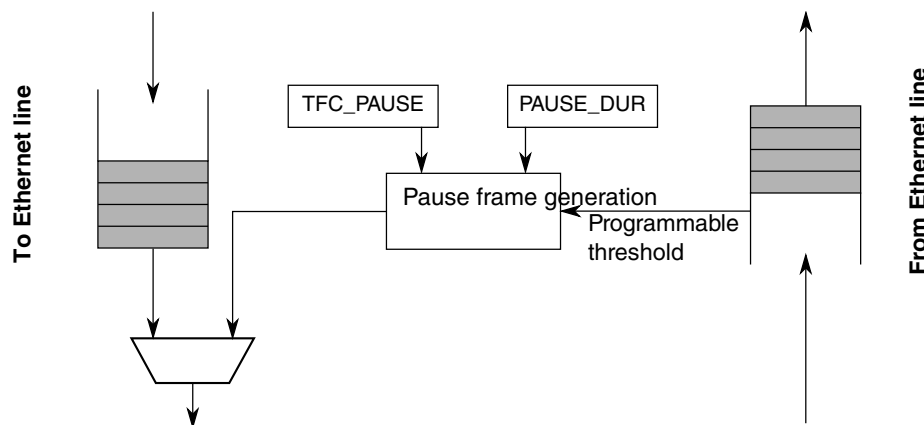 To Ethernet line
TFC_PAUSE
PAUSE_DUR
Pause frame generation
Programmable
threshold
From Ethernet line